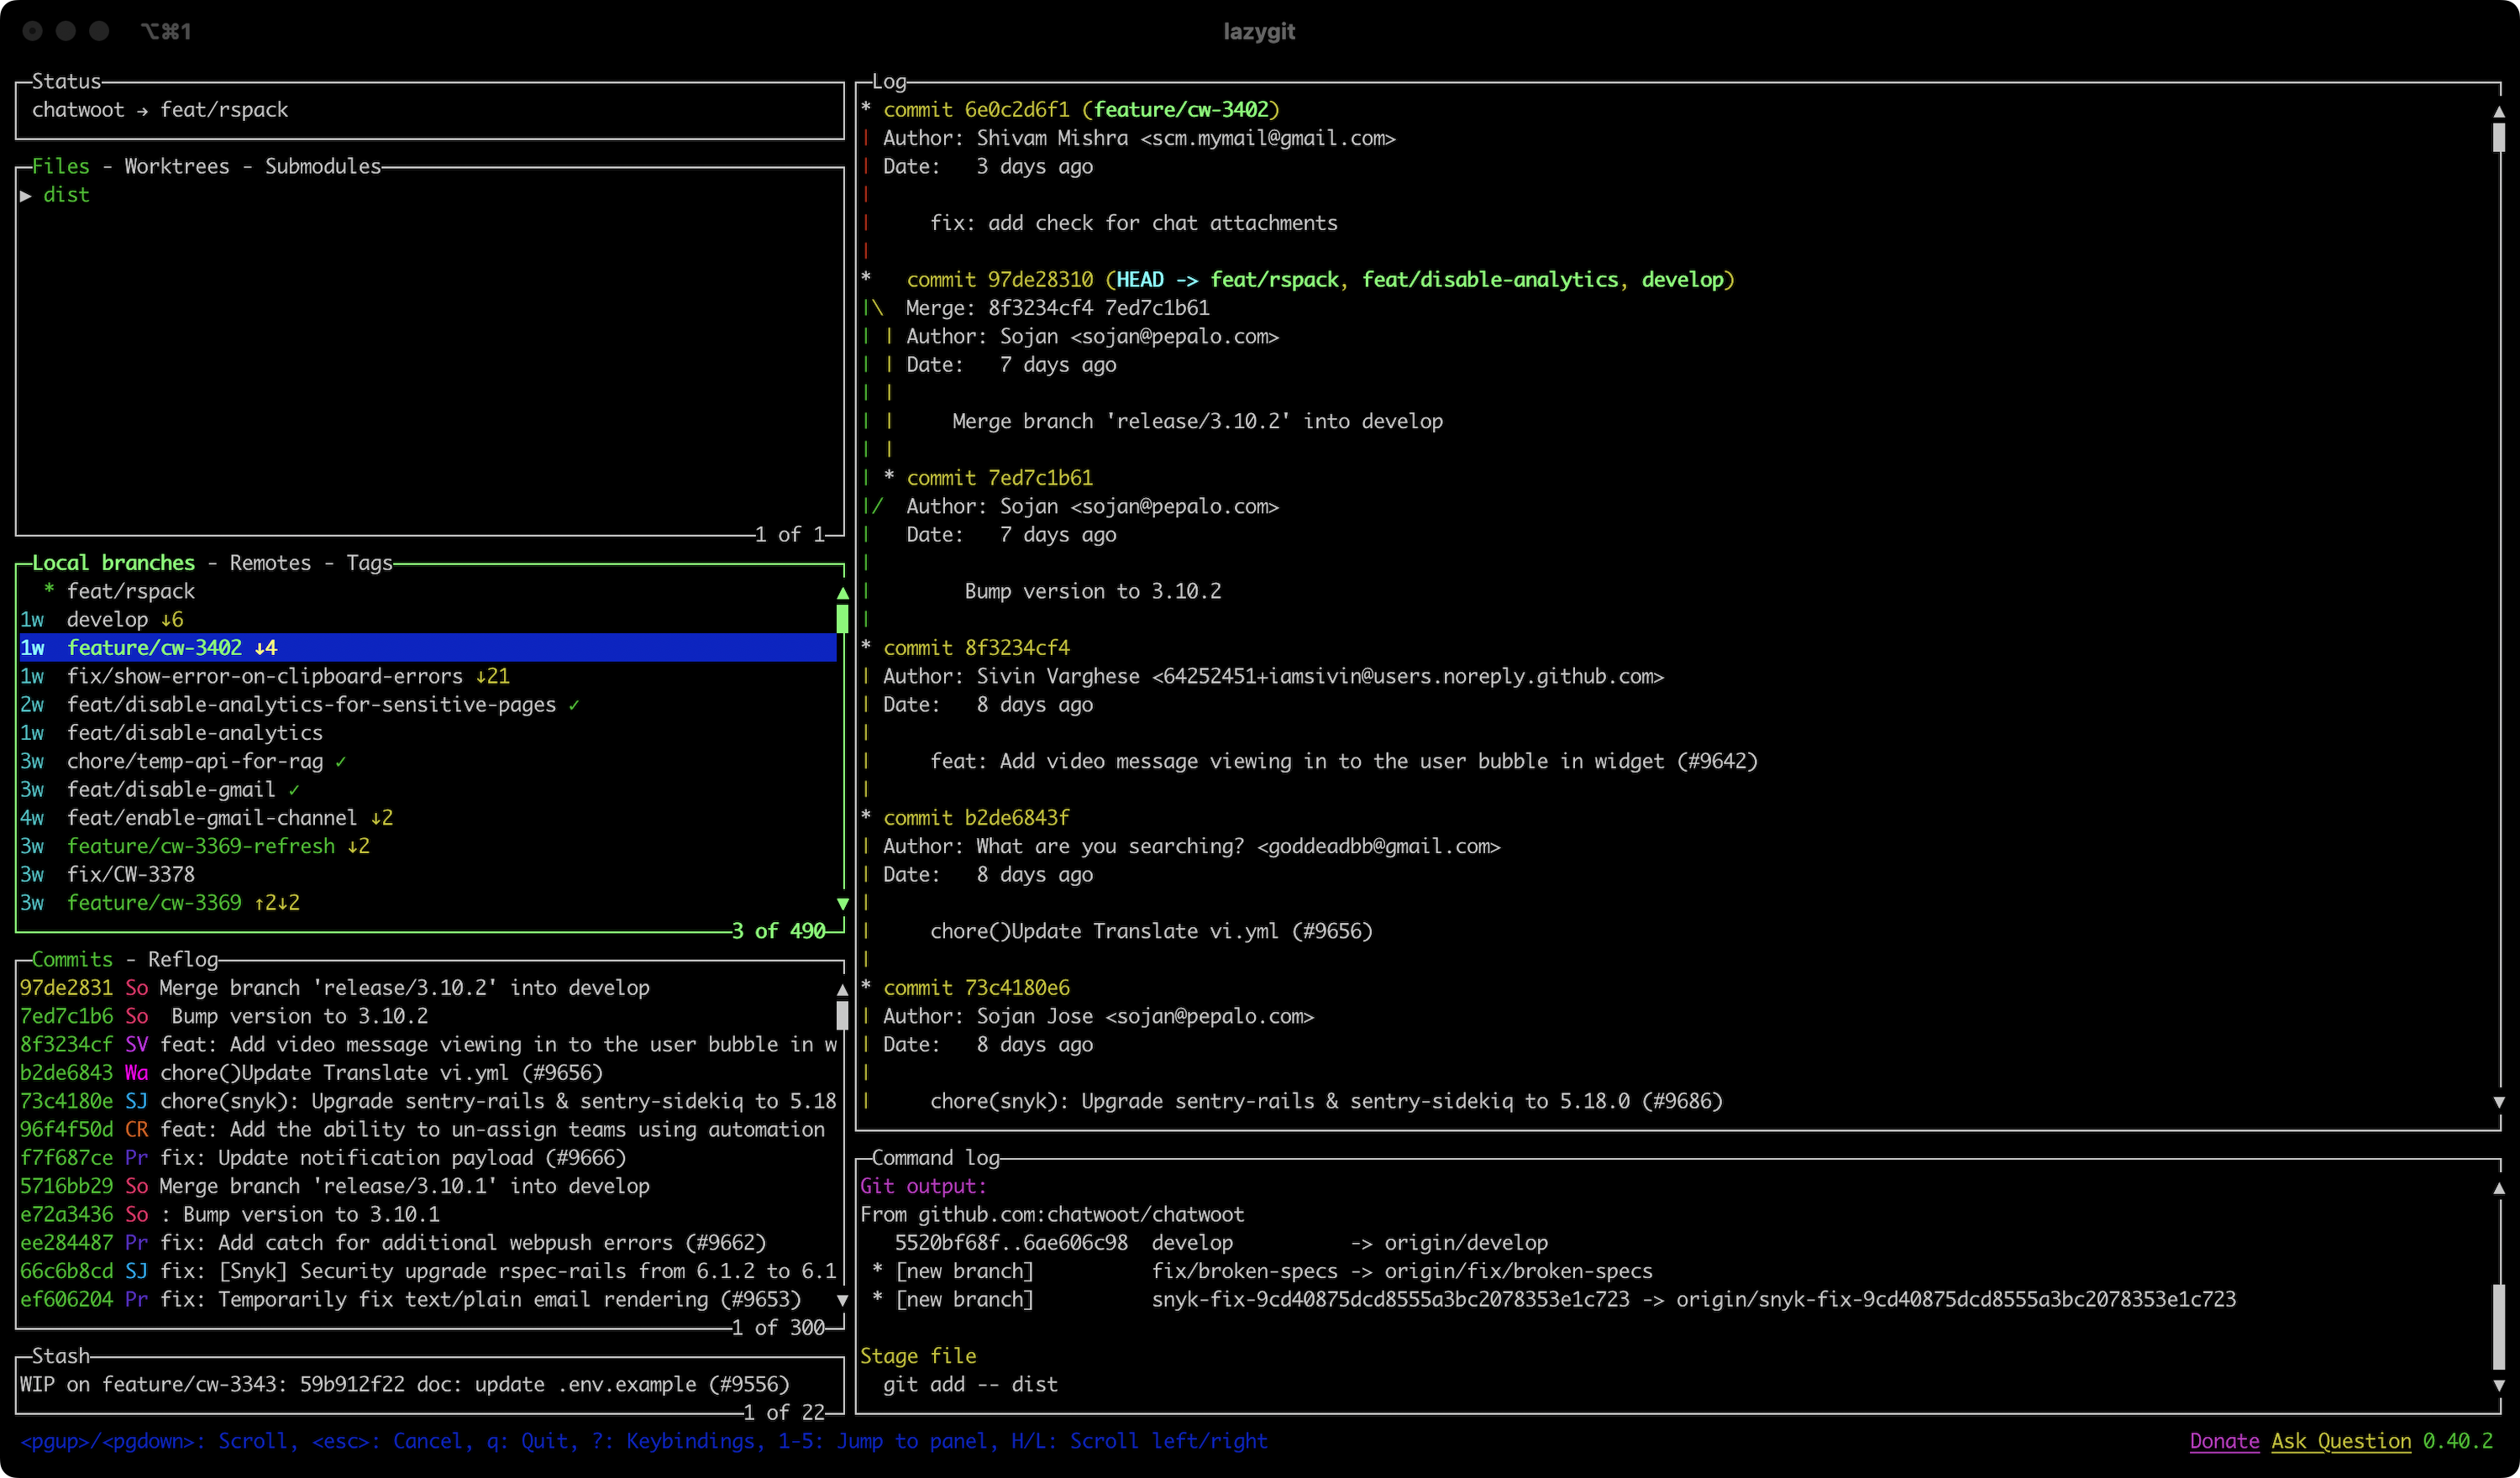 ⌥⌘1
lazygit
Status
chatwoot → feat/rspack
Files - Worktrees - Submodules
▶ dist
1 of 1
Local branches - Remotes - Tags
* feat/rspack
1w develop ↓6
1w feature/cw-3402 ↓4
1w fix/show-error-on-clipboard-errors ↓21
2w feat/disable-analytics-for-sensitive-pages ✓
1w feat/disable-analytics
3w chore/temp-api-for-rag ✓
3w feat/disable-gmail ✓
4w feat/enable-gmail-channel ↓2
3w feature/cw-3369-refresh ↓2
3w fix/CW-3378
3w feature/cw-3369 ↑2↓2
3 of 490
Commits - Reflog
97de2831 So Merge branch 'release/3.10.2' into develop
7ed7c1b6 So Bump version to 3.10.2
8f3234cf SV feat: Add video message viewing in to the user bubble in w
b2de6843 Wa chore()Update Translate vi.yml (#9656)
73c4180e SJ chore(snyk): Upgrade sentry-rails & sentry-sidekiq to 5.18
96f4f50d CR feat: Add the ability to un-assign teams using automation
f7f687ce Pr fix: Update notification payload (#9666)
5716bb29 So Merge branch 'release/3.10.1' into develop
e72a3436 So : Bump version to 3.10.1
ee284487 Pr fix: Add catch for additional webpush errors (#9662)
66c6b8cd SJ fix: [Snyk] Security upgrade rspec-rails from 6.1.2 to 6.1
ef606204 Pr fix: Temporarily fix text/plain email rendering (#9653)
1 of 300
Stash
WIP on feature/cw-3343: 59b912f22 doc: update .env.example (#9556)
1 of 22
Log
* commit 6e0c2d6f1 (feature/cw-3402)
| Author: Shivam Mishra <scm.mymail@gmail.com>
| Date: 3 days ago
|
| fix: add check for chat attachments
|
* commit 97de28310 (HEAD -> feat/rspack, feat/disable-analytics, develop)
|\ Merge: 8f3234cf4 7ed7c1b61
| | Author: Sojan <sojan@pepalo.com>
| | Date: 7 days ago
| |
| | Merge branch 'release/3.10.2' into develop
| |
| * commit 7ed7c1b61
|/ Author: Sojan <sojan@pepalo.com>
| Date: 7 days ago
|
| Bump version to 3.10.2
|
* commit 8f3234cf4
| Author: Sivin Varghese <64252451+iamsivin@users.noreply.github.com>
| Date: 8 days ago
|
| feat: Add video message viewing in to the user bubble in widget (#9642)
|
* commit b2de6843f
| Author: What are you searching? <goddeadbb@gmail.com>
| Date: 8 days ago
|
| chore()Update Translate vi.yml (#9656)
|
* commit 73c4180e6
| Author: Sojan Jose <sojan@pepalo.com>
| Date: 8 days ago
|
| chore(snyk): Upgrade sentry-rails & sentry-sidekiq to 5.18.0 (#9686)
Command log
Git output:
From github.com:chatwoot/chatwoot
5520bf68f..6ae606c98 develop -> origin/develop
* [new branch] fix/broken-specs -> origin/fix/broken-specs
* [new branch] snyk-fix-9cd40875dcd8555a3bc2078353e1c723 -> origin/snyk-fix-9cd40875dcd8555a3bc2078353e1c723
Stage file
git add -- dist
<pgup>/<pgdown>: Scroll, <esc>: Cancel, q: Quit, ?: Keybindings, 1-5: Jump to panel, H/L: Scroll left/right
Donate Ask Question 0.40.2